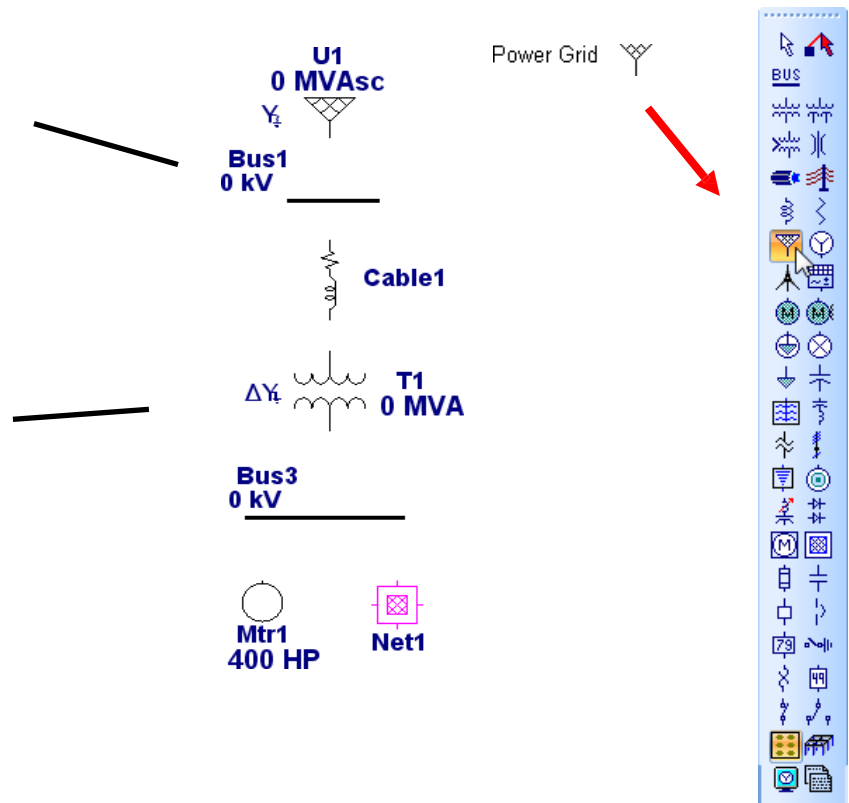 U1
0 MVAsc
Power Grid
Bus1
0 kV
Cable1
ΔY
T1
0 MVA
Bus3
0 kV
Mtr1
400 HP
Net1
BUS
M
M
M
79
49